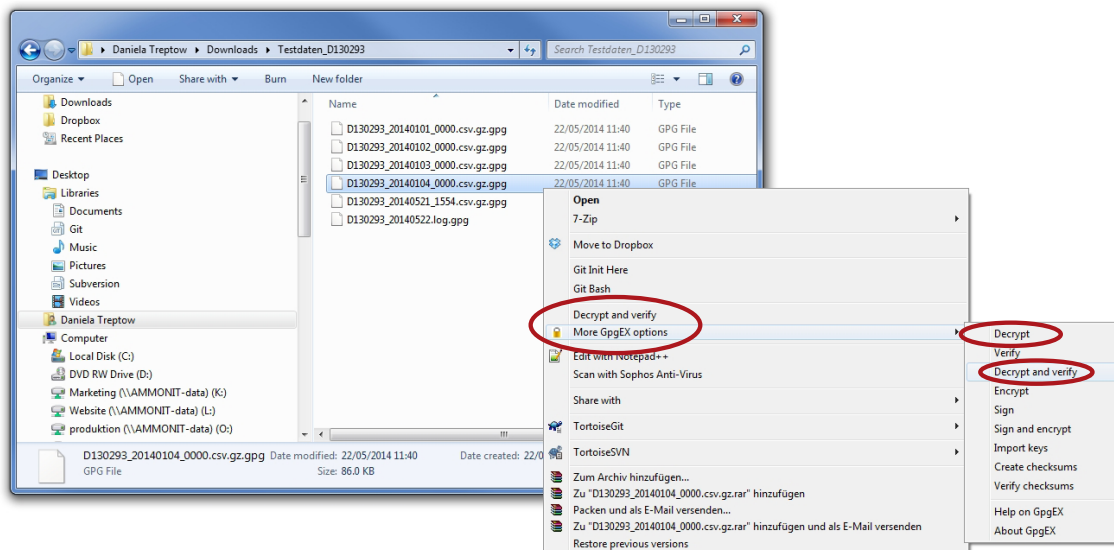 Daniela Treptow Downloads Testdaten_D130293
Search Testdaten_D130293
Organize Open Share with Burn New folder
Downloads
Dropbox
Recent Places
Desktop
Libraries
Documents
Git
Music
Pictures
Subversion
Videos
Daniela Treptow
Computer
Local Disk (C:)
DVD RW Drive (D:)
Marketing (\\AMMONIT-data) (K:)
Website (\\AMMONIT-data) (L:)
produktion (\\AMMONIT-data) (O:)
Name Date modified Type
D130293_20140101_0000.csv.gz.gpg 22/05/2014 11:40 GPG File
D130293_20140102_0000.csv.gz.gpg 22/05/2014 11:40 GPG File
D130293_20140103_0000.csv.gz.gpg 22/05/2014 11:40 GPG File
D130293_20140104_0000.csv.gz.gpg 22/05/2014 11:40 GPG File
D130293_20140521_1554.csv.gz.gpg
D130293_20140522.log.gpg
D130293_20140104_0000.csv.gz.gpg Date modified: 22/05/2014 11:40 Date created: 22/0
GPG File Size: 86.0 KB
Open
7-Zip
Move to Dropbox
Git Init Here
Git Bash
Decrypt and verify
More GpgEX options
Edit with Notepad++
Scan with Sophos Anti-Virus
Share with
TortoiseGit
TortoiseSVN
Zum Archiv hinzufügen...
Zu "D130293_20140104_0000.csv.gz.rar" hinzufügen
Packen und als E-Mail versenden...
Zu "D130293_20140104_0000.csv.gz.rar" hinzufügen und als E-Mail versenden
Restore previous versions
Decrypt
Verify
Decrypt and verify
Encrypt
Sign
Sign and encrypt
Import keys
Create checksums
Verify checksums
Help on GpgEX
About GpgEX